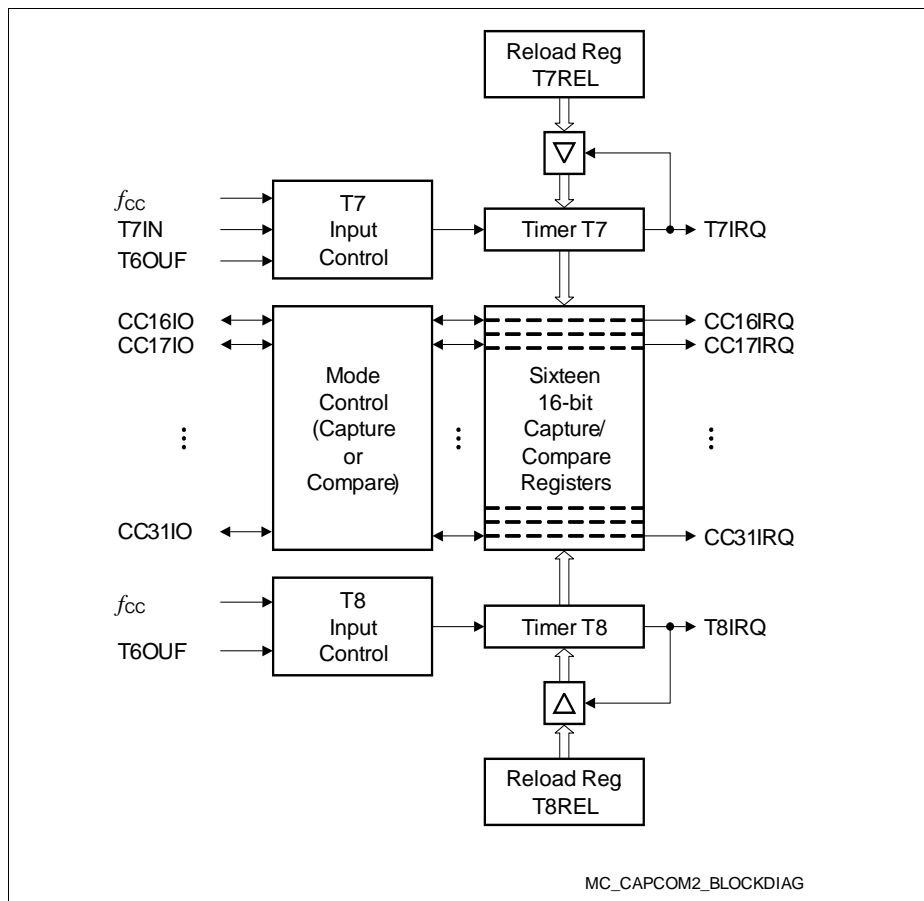 Reload Reg
T7REL
fCC
T7IN
T6OUF
T7
Input
Control
Timer T7
T7IRQ
CC16IO
CC17IO
CC31IO
Mode
Control
(Capture
or
Compare)
Sixteen
16-bit
Capture/
Compare
Registers
CC16IRQ
CC17IRQ
CC31IRQ
fCC
T6OUF
T8
Input
Control
Timer T8
T8IRQ
Reload Reg
T8REL
MC_CAPCOM2_BLOCKDIAG